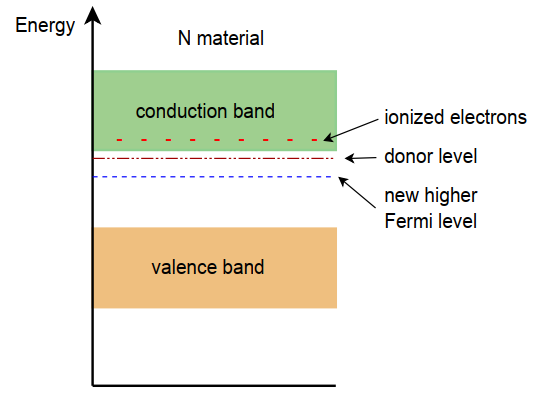 Energy
N material
conduction band
ionized electrons
donor level
new higher
Fermi level
valence band